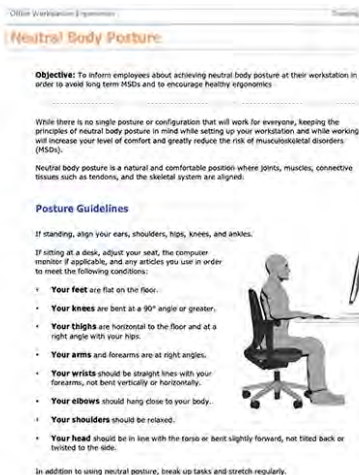 Office Workstation Ergonomics Training
Neutral Body Posture
Objective: To inform employees about achieving neutral body posture at their workstation in
order to avoid long term MSDs and to encourage healthy ergonomics
While there is no single posture or configuration that will work for everyone, keeping the
principles of neutral body posture in mind while setting up your workstation and while working
will increase your level of comfort and greatly reduce the risk of musculoskeletal disorders
(MSDs).
Neutral body posture is a natural and comfortable position where joints, muscles, connective
tissues such as tendons, and the skeletal system are aligned.
Posture Guidelines
If standing, align your ears, shoulders, hips, knees, and ankles.
If sitting at a desk, adjust your seat, the computer
monitor if applicable, and any articles you use in order
to meet the following conditions:
• Your feet are flat on the floor.
• Your knees are bent at a 90° angle or greater.
• Your thighs are horizontal to the floor and at a
right angle with your hips.
• Your arms and forearms are at right angles.
• Your wrists should be straight lines with your
forearms, not bent vertically or horizontally.
• Your elbows should hang close to your body.
• Your shoulders should be relaxed.
• Your head should be in line with the torso or bent slightly forward, not tilted back or
twisted to the side.
In addition to using neutral posture, break up tasks and stretch regularly.